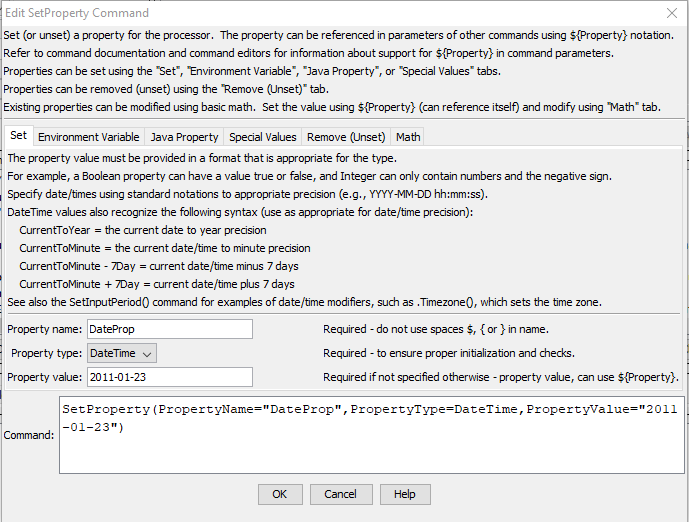 Edit SetProperty Command
Set (or unset) a property for the processor.  The property can be referenced in parameters of other commands using ${Property} notation.
Refer to command documentation and command editors for information about support for ${Property} in command parameters.
Properties can be set using the "Set", "Environment Variable", "Java Property", or "Special Values" tabs.
Properties can be removed (unset) using the "Remove (Unset)" tab.
Existing properties can be modified using basic math.  Set the value using ${Property} (can reference itself) and modify using "Math" tab.
Set Environment Variable Java Property Special Values Remove (Unset) Math
The property value must be provided in a format that is appropriate for the type.
For example, a Boolean property can have a value true or false, and Integer can only contain numbers and the negative sign.
Specify date/times using standard notations to appropriate precision (e.g., YYYY-MM-DD hh:mm:ss).
DateTime values also recognize the following syntax (use as appropriate for date/time precision):
CurrentToYear = the current date to year precision
CurrentToMinute = the current date/time to minute precision
CurrentToMinute - 7Day = current date/time minus 7 days
CurrentToMinute + 7Day = current date/time plus 7 days
See also the SetInputPeriod() command for examples of date/time modifiers, such as .Timezone(), which sets the time zone.
Property name: DateProp Required - do not use spaces $, { or } in name.
Property type: DateTime Required - to ensure proper initialization and checks.
Property value: 2011-01-23 Required if not specified otherwise - property value, can use ${Property}.
Command: SetProperty(PropertyName="DateProp",PropertyType=DateTime,PropertyValue="2011
-01-23")
OK Cancel Help